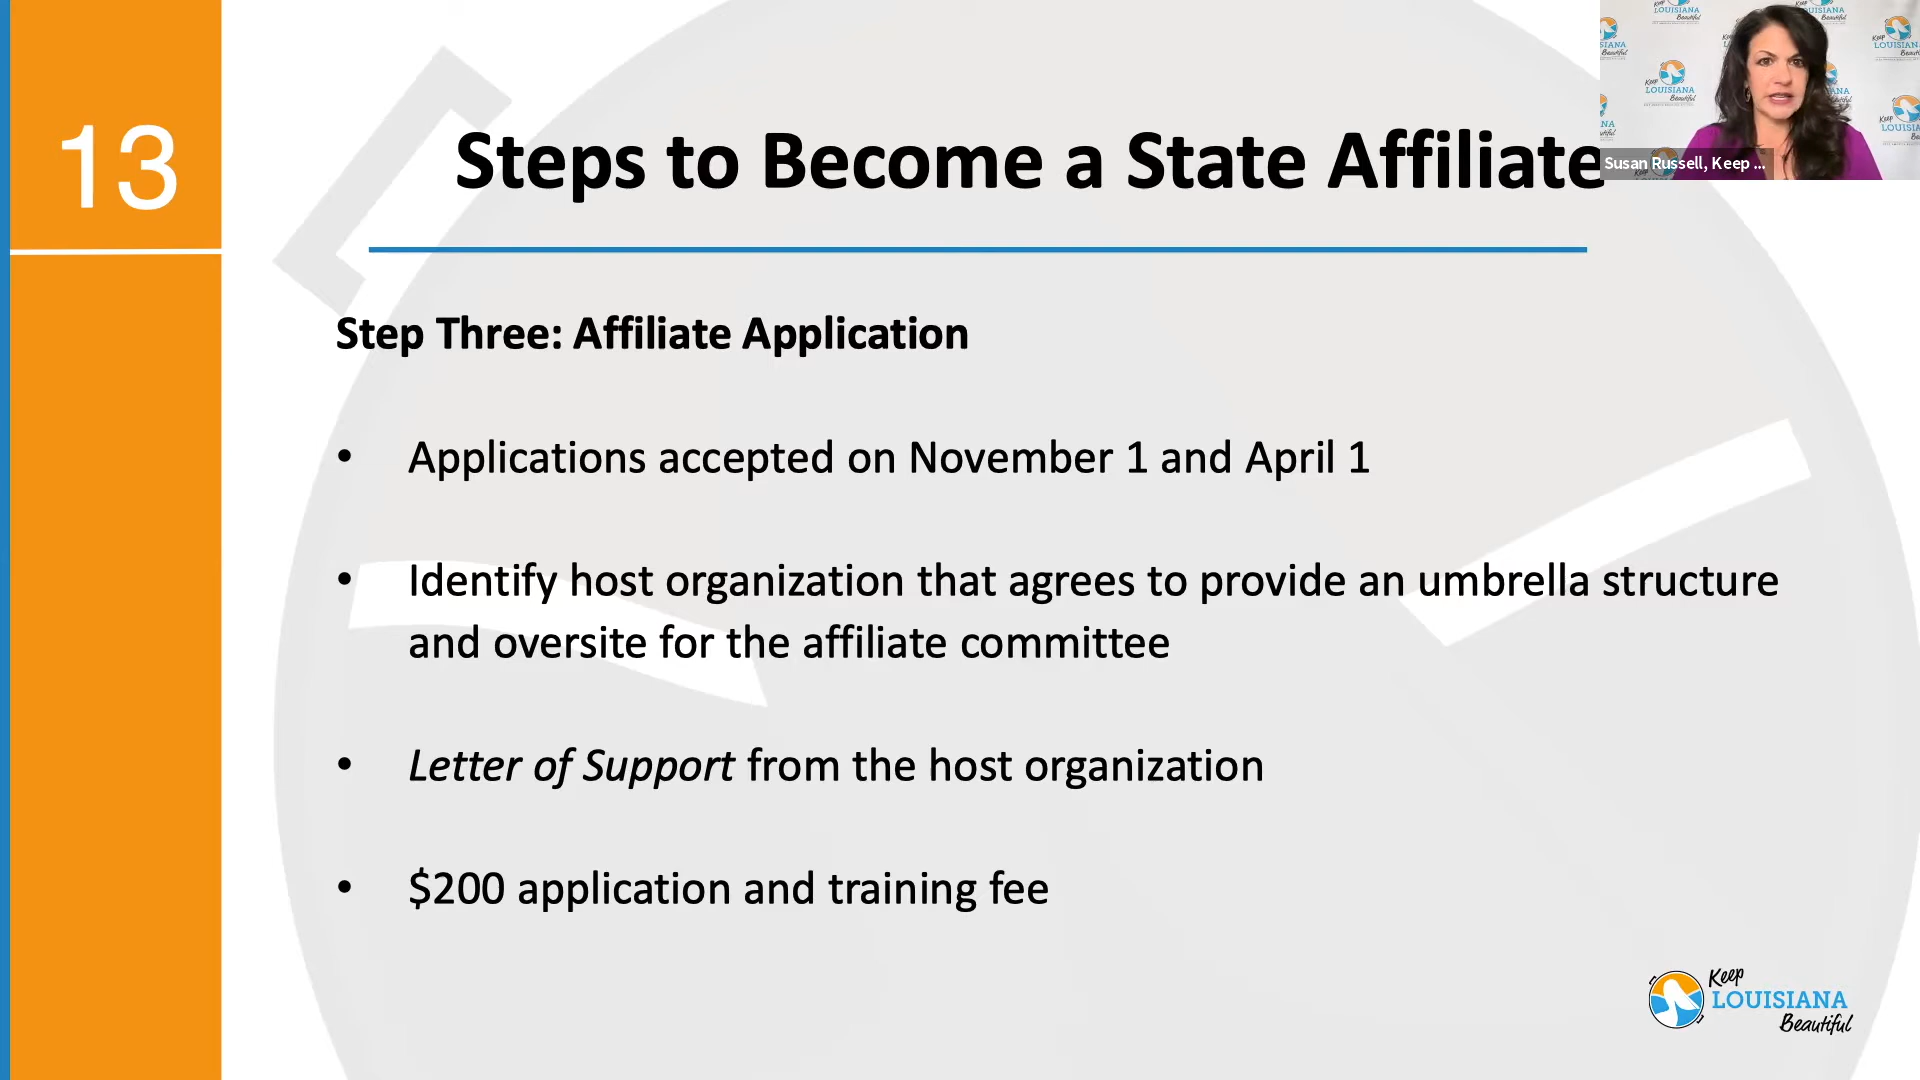 13
Steps to Become a State Affiliate
Susan Russell, Keep ...
Step Three: Affiliate Application
• Applications accepted on November 1 and April 1
• Identify host organization that agrees to provide an umbrella structure
and oversite for the affiliate committee
• Letter of Support from the host organization
• $200 application and training fee
Keep
LOUISIANA
Beautiful